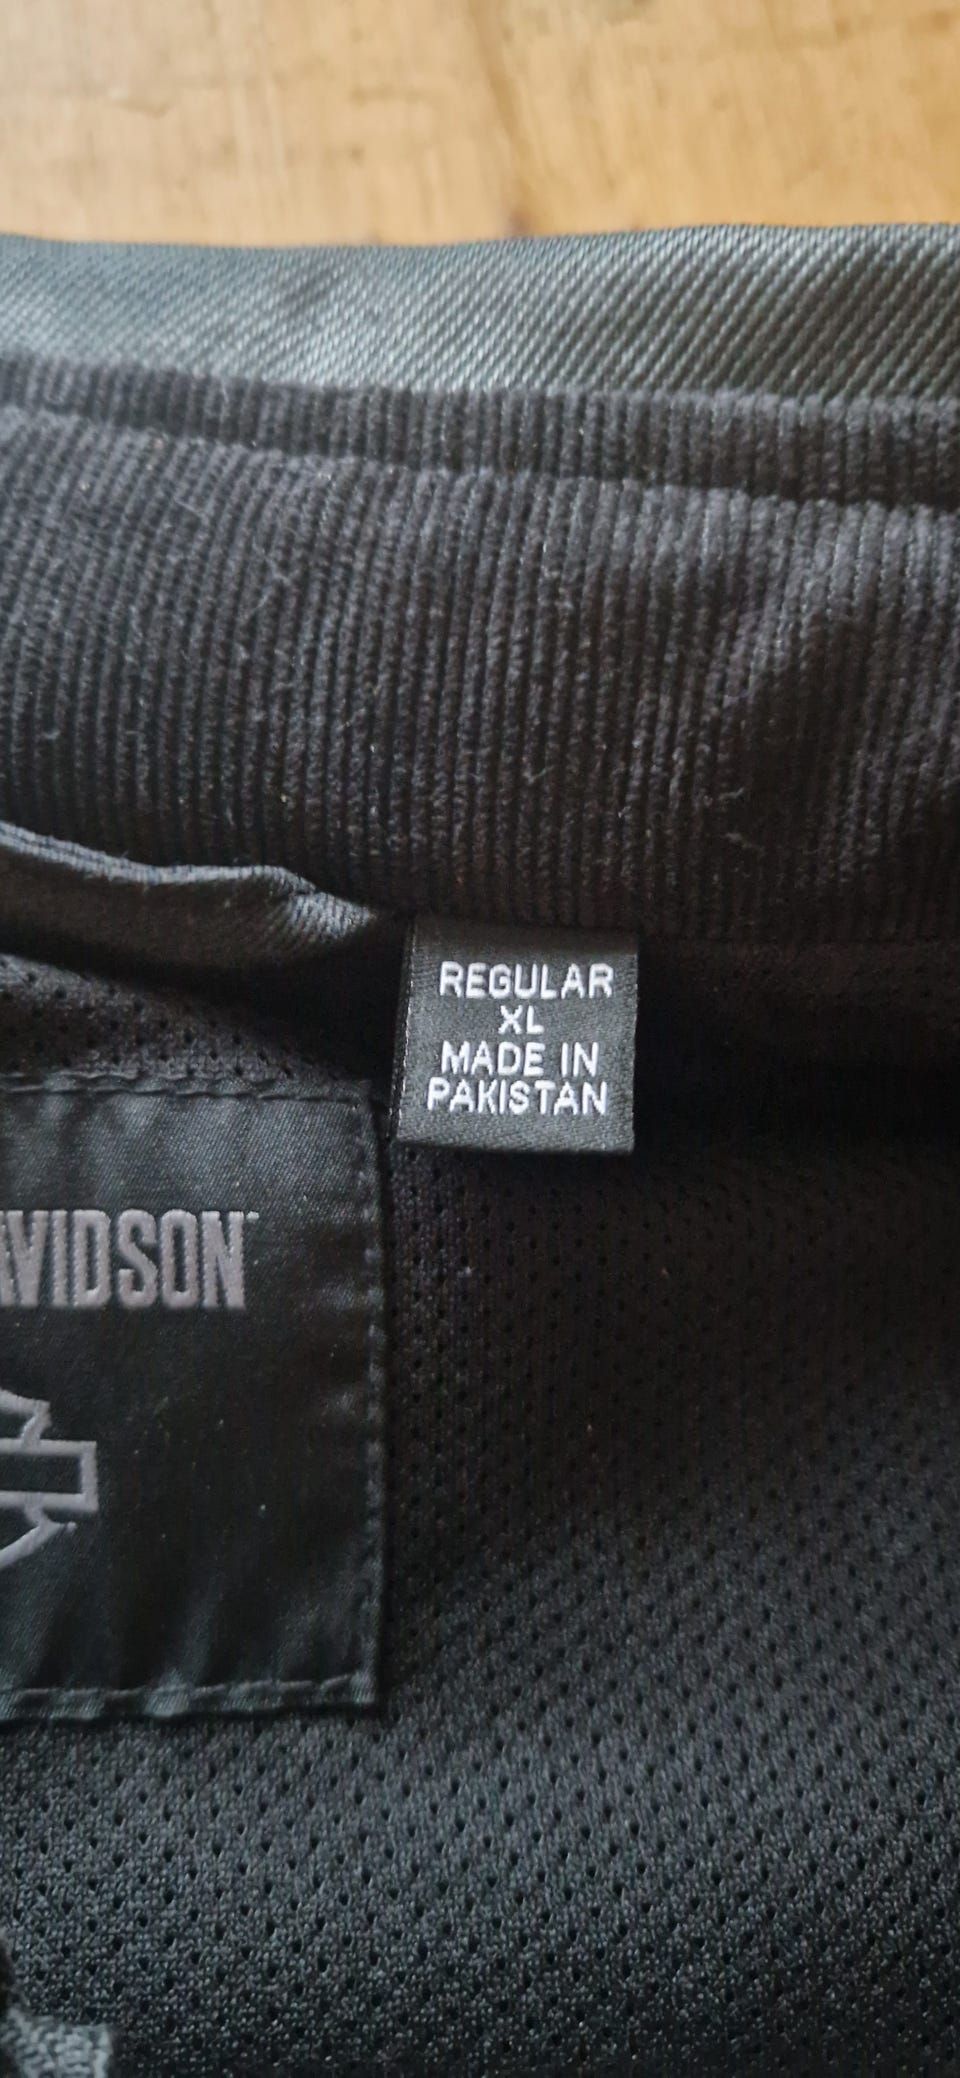 REGULAR
XL
MADE IN
PAKISTAN
AVIDSON